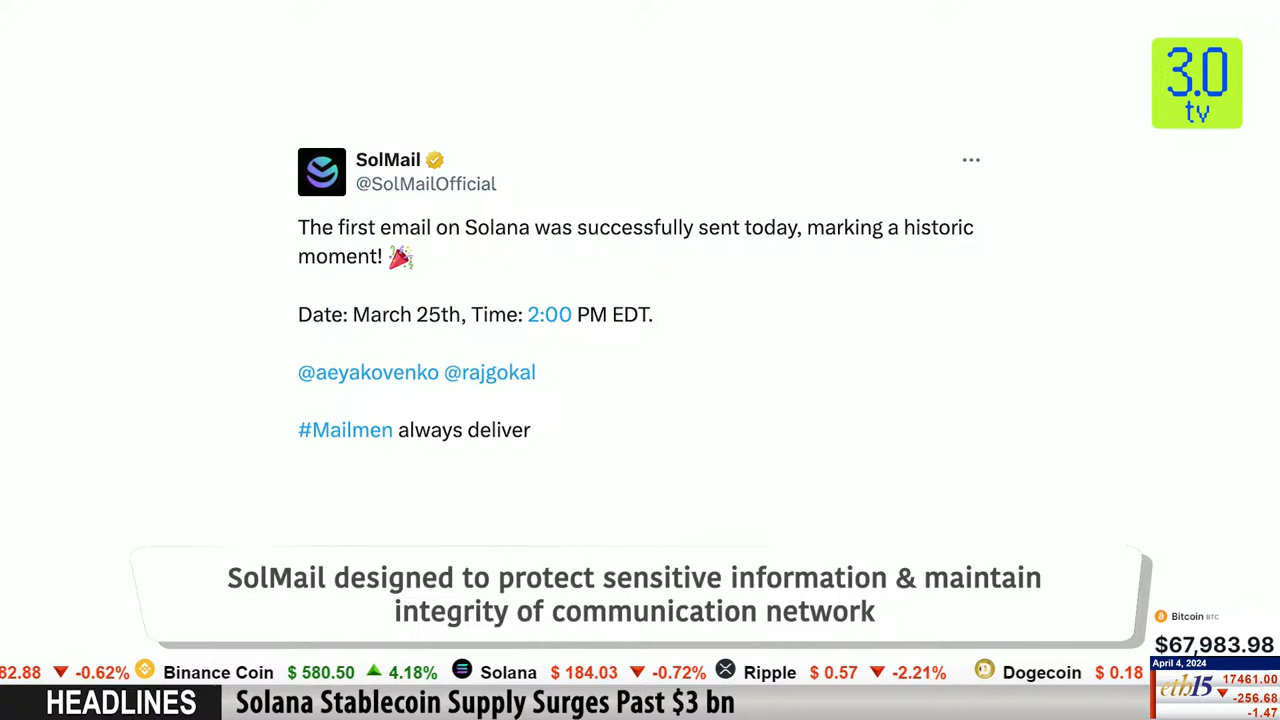 3.0
tv
SolMail
@SolMailOfficial
The first email on Solana was successfully sent today, marking a historic
moment! 🎉
Date: March 25th, Time: 2:00 PM EDT.
@aeyakovenko @rajgokal
#Mailmen always deliver
SolMail designed to protect sensitive information & maintain
integrity of communication network
Bitcoin BTC
$67,983.98
82.88 ▼ -0.62% Binance Coin $ 580.50 ▲ 4.18% Solana $ 184.03 ▼ -0.72% Ripple $ 0.57 ▼ -2.21% Dogecoin $ 0.18
April 4, 2024
eth15 17461.00
▼ -256.68
-1.47
HEADLINES Solana Stablecoin Supply Surges Past $3 bn